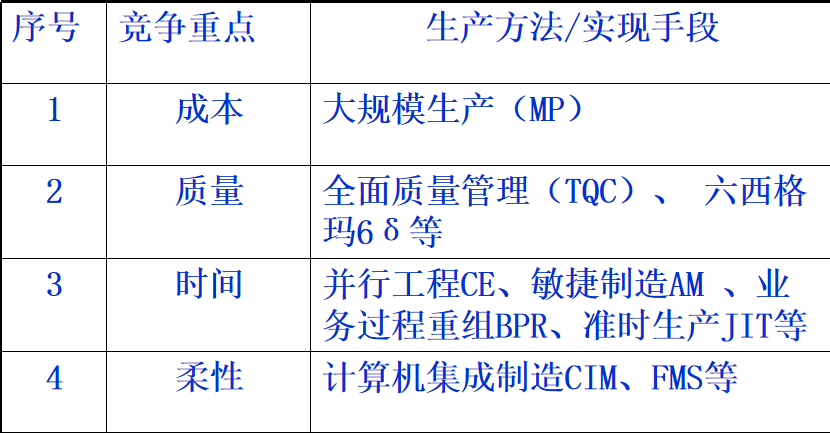 序号 竞争重点 生产方法/实现手段
1 成本 大规模生产（MP）
2 质量 全面质量管理（TQC）、 六西格
玛6δ等
3 时间 并行工程CE、敏捷制造AM 、业
务过程重组BPR、准时生产JIT等
4 柔性 计算机集成制造CIM、FMS等